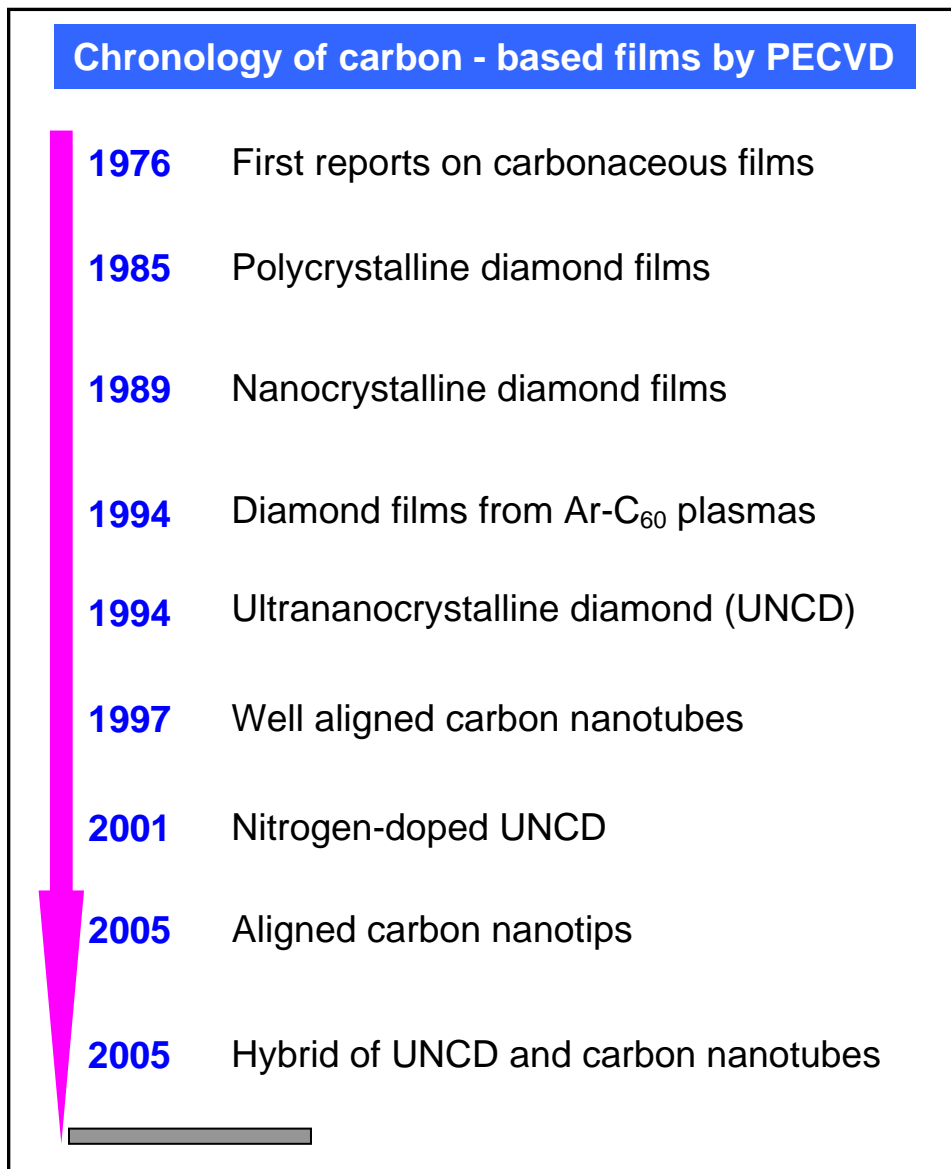 Chronology of carbon - based films by PECVD
1976 First reports on carbonaceous films
1985 Polycrystalline diamond films
1989 Nanocrystalline diamond films
1994 Diamond films from Ar-C₆₀ plasmas
1994 Ultrananocrystalline diamond (UNCD)
1997 Well aligned carbon nanotubes
2001 Nitrogen-doped UNCD
2005 Aligned carbon nanotips
2005 Hybrid of UNCD and carbon nanotubes